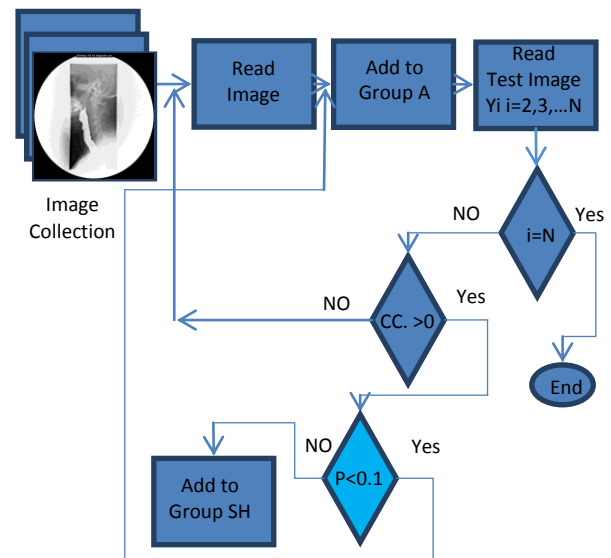 Read
Image
Add to
Group A
Read
Test Image
Yi i=2,3,...N
Image
Collection
NO
Yes
i=N
NO
Yes
CC. >0
End
NO
Yes
P<0.1
Add to
Group SH